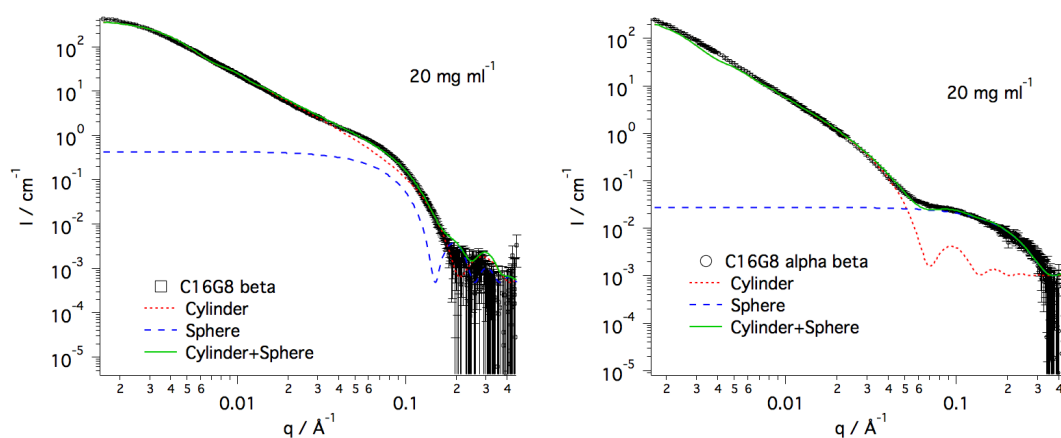 10²
10¹
10⁰
10⁻¹
10⁻²
10⁻³
10⁻⁴
10⁻⁵
I / cm⁻¹
20 mg ml⁻¹
C16G8 beta
Cylinder
Sphere
Cylinder+Sphere
2 3 4 5 6 2 3 4 5 6 2 3 4
0.01 0.1
q / Å⁻¹
10²
10¹
10⁰
10⁻¹
10⁻²
10⁻³
10⁻⁴
10⁻⁵
I / cm⁻¹
20 mg ml⁻¹
C16G8 alpha beta
Cylinder
Sphere
Cylinder+Sphere
2 3 4 5 6 2 3 4 5 6 2 3 4
0.01 0.1
q / Å⁻¹